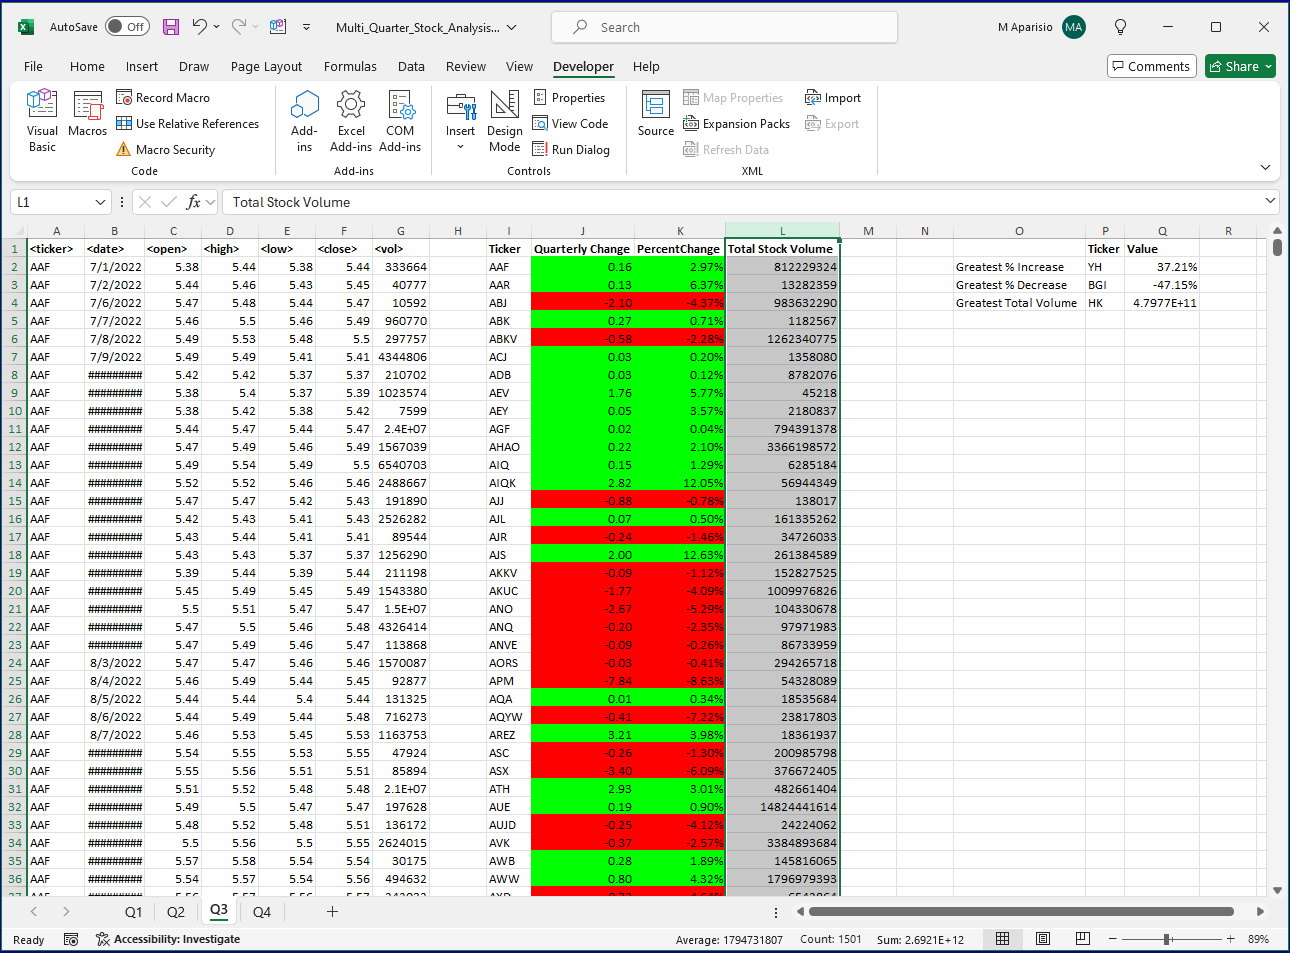 AutoSave Off Multi_Quarter_Stock_Analysis... Search M Aparisio MA
File Home Insert Draw Page Layout Formulas Data Review View Developer Help Comments Share
Visual Basic
Macros
Record Macro
Use Relative References
Macro Security
Code
Add-ins
Excel Add-ins
COM Add-ins
Add-ins
Insert
Design Mode
Properties
View Code
Run Dialog
Controls
Source
Map Properties
Expansion Packs
Refresh Data
Import
Export
XML
L1 fx Total Stock Volume
A B C D E F G H I J K L M N O P Q R
1 <ticker> <date> <open> <high> <low> <close> <vol> Ticker Quarterly Change PercentChange Total Stock Volume Ticker Value
2 AAF 7/1/2022 5.38 5.44 5.38 5.44 333664 AAF 0.16 2.97% 812229324 Greatest % Increase YH 37.21%
3 AAF 7/2/2022 5.44 5.46 5.43 5.45 40777 AAR 0.13 6.37% 13282359 Greatest % Decrease BGI -47.15%
4 AAF 7/6/2022 5.47 5.48 5.44 5.47 10592 ABJ -2.10 -4.37% 983632290 Greatest Total Volume HK 4.7977E+11
5 AAF 7/7/2022 5.46 5.5 5.46 5.49 960770 ABK 0.27 0.71% 1182567
6 AAF 7/8/2022 5.49 5.53 5.48 5.5 297757 ABKV -0.58 -2.28% 1262340775
7 AAF 7/9/2022 5.49 5.49 5.41 5.41 4344806 ACJ 0.03 0.20% 1358080
8 AAF ######### 5.42 5.42 5.37 5.37 210702 ADB 0.03 0.12% 8782076
9 AAF ######### 5.38 5.4 5.37 5.39 1023574 AEV 1.76 5.77% 45218
10 AAF ######### 5.38 5.42 5.38 5.42 7599 AEY 0.05 3.57% 2180837
11 AAF ######### 5.44 5.47 5.44 5.47 2.4E+07 AGF 0.02 0.04% 794391378
12 AAF ######### 5.47 5.49 5.46 5.49 1567039 AHAO 0.22 2.10% 3366198572
13 AAF ######### 5.49 5.54 5.49 5.5 6540703 AIQ 0.15 1.29% 6285184
14 AAF ######### 5.52 5.52 5.46 5.46 2488667 AIQK 2.82 12.05% 56944349
15 AAF ######### 5.47 5.47 5.42 5.43 191890 AJJ -0.88 -0.78% 138017
16 AAF ######### 5.42 5.43 5.41 5.43 2526282 AJL 0.07 0.50% 161335262
17 AAF ######### 5.43 5.44 5.41 5.41 89544 AJR -0.24 -1.46% 34726033
18 AAF ######### 5.43 5.43 5.37 5.37 1256290 AJS 2.00 12.63% 261384589
19 AAF ######### 5.39 5.44 5.39 5.44 211198 AKKV -0.09 -1.12% 152827525
20 AAF ######### 5.45 5.49 5.45 5.49 1543380 AKUC -1.77 -4.09% 1009976826
21 AAF ######### 5.5 5.51 5.47 5.47 1.5E+07 ANO -2.67 -5.29% 104330678
22 AAF ######### 5.47 5.5 5.46 5.48 4326414 ANQ -0.20 -2.35% 97971983
23 AAF ######### 5.47 5.49 5.46 5.47 113868 ANVE -0.09 -0.26% 86733959
24 AAF 8/3/2022 5.47 5.47 5.46 5.46 1570087 AORS -0.03 -0.41% 294265718
25 AAF 8/4/2022 5.46 5.49 5.44 5.45 92877 APM -7.84 -8.63% 54328089
26 AAF 8/5/2022 5.44 5.44 5.4 5.44 131325 AQA 0.01 0.34% 18535684
27 AAF 8/6/2022 5.44 5.49 5.44 5.48 716273 AQYW -0.41 -7.22% 23817803
28 AAF 8/7/2022 5.46 5.53 5.45 5.53 1163753 AREZ 3.21 3.98% 18361937
29 AAF ######### 5.54 5.55 5.53 5.55 47924 ASC -0.26 -1.30% 200985798
30 AAF ######### 5.55 5.56 5.51 5.51 85894 ASX -3.40 -6.09% 376672405
31 AAF ######### 5.51 5.52 5.48 5.48 2.1E+07 ATH 2.93 3.01% 482661404
32 AAF ######### 5.49 5.5 5.47 5.47 197628 AUE 0.19 0.90% 14824441614
33 AAF ######### 5.48 5.52 5.48 5.51 136172 AUJD -0.25 -4.12% 24224062
34 AAF ######### 5.5 5.56 5.5 5.55 2624015 AVK -0.37 -2.57% 3384893684
35 AAF ######### 5.57 5.58 5.54 5.54 30175 AWB 0.28 1.89% 145816065
36 AAF ######### 5.54 5.57 5.54 5.56 494632 AWW 0.80 4.32% 1796979393
Q1 Q2 Q3 Q4
Ready Accessibility: Investigate Average: 1794731807 Count: 1501 Sum: 2.6921E+12 89%